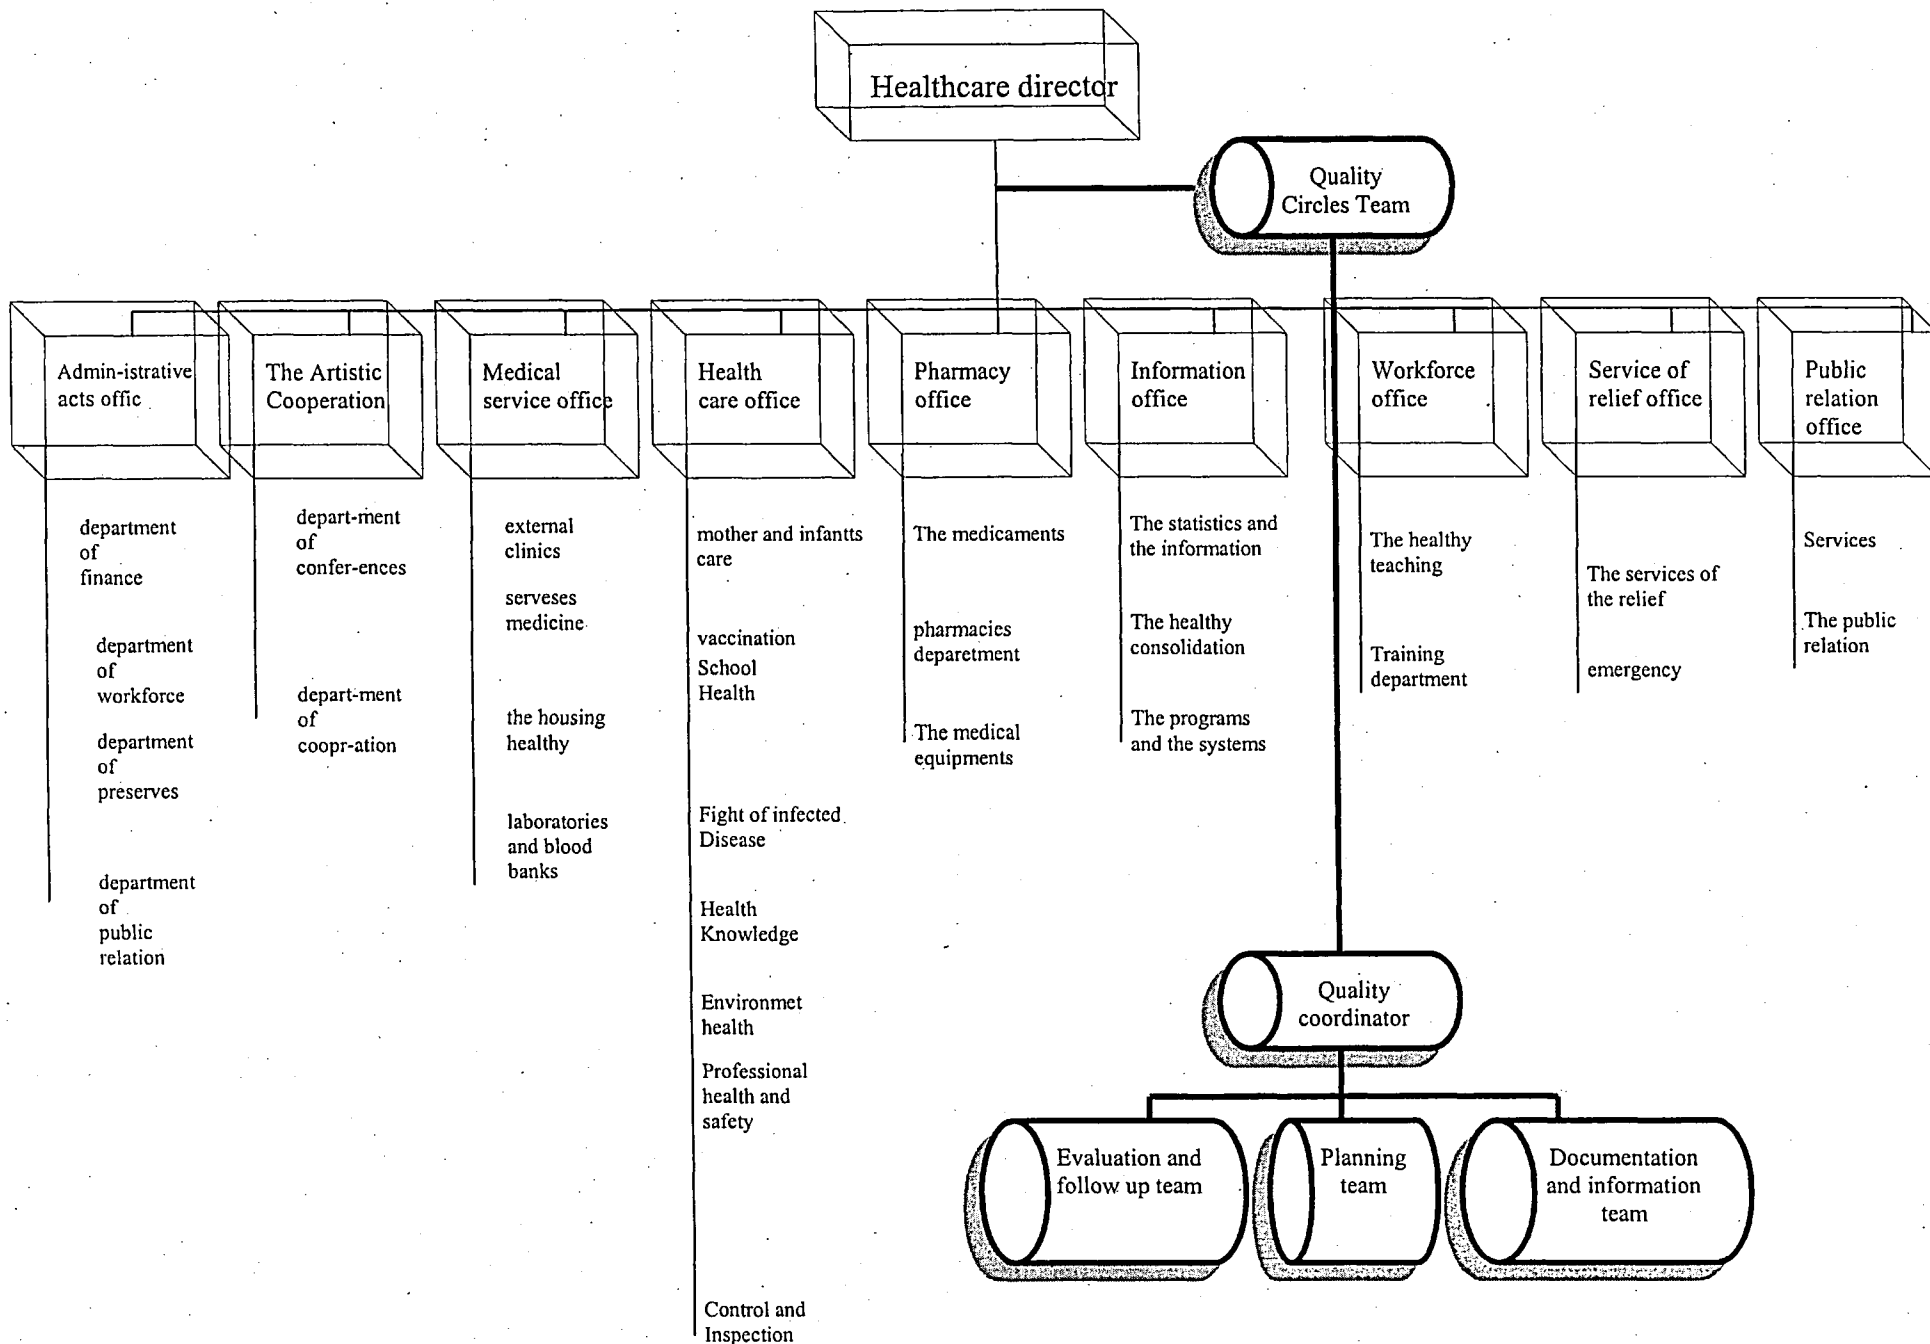 Healthcare director
Quality
Circles Team
Admin-istrative
acts offic
The Artistic
Cooperation
Medical
service office
Health
care office
Pharmacy
office
Information
office
Workforce
office
Service of
relief office
Public
relation
office
department
of
finance
department
of
workforce
department
of
preserves
department
of
public
relation
depart-ment
of
confer-ences
depart-ment
of
coopr-ation
external
clinics
serveses
medicine
the housing
healthy
laboratories
and blood
banks
mother and infantts
care
vaccination
School
Health
Fight of infected
Disease
Health
Knowledge
Environmet
health
Professional
health and
safety
Control and
Inspection
The medicaments
pharmacies
deparetment
The medical
equipments
The statistics and
the information
The healthy
consolidation
The programs
and the systems
The healthy
teaching
Training
department
The services of
the relief
emergency
Services
The public
relation
Quality
coordinator
Evaluation and
follow up team
Planning
team
Documentation
and information
team